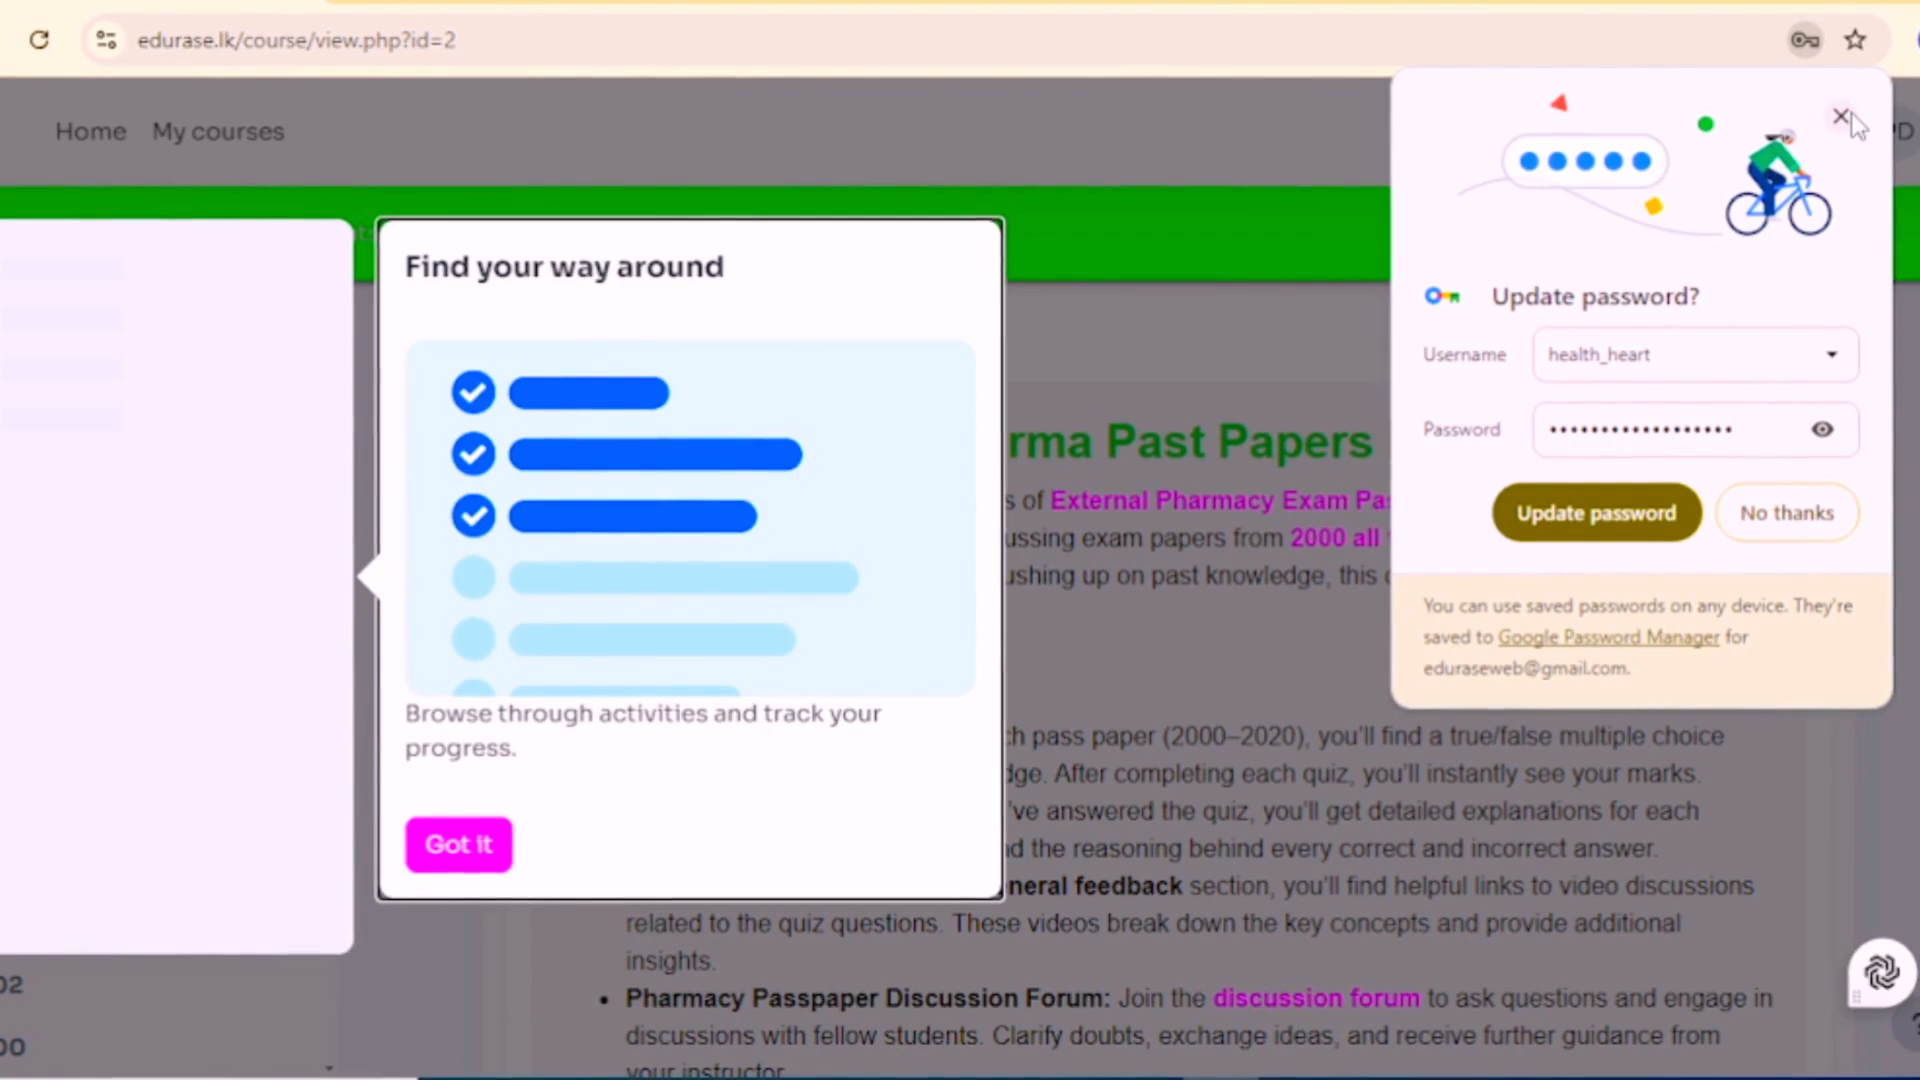 edurase.lk/course/view.php?id=2
Home My courses
Find your way around
Browse through activities and track your
progress.
Got it
Update password?
Username health_heart
Password ••••••••••••••••••
Update password No thanks
You can use saved passwords on any device. They're
saved to Google Password Manager for
eduraseweb@gmail.com.
rma Past Papers
s of External Pharmacy Exam Pa
ussing exam papers from 2000 all
ushing up on past knowledge, this
h pass paper (2000–2020), you'll find a true/false multiple choice
dge. After completing each quiz, you'll instantly see your marks.
've answered the quiz, you'll get detailed explanations for each
d the reasoning behind every correct and incorrect answer.
neral feedback section, you'll find helpful links to video discussions
related to the quiz questions. These videos break down the key concepts and provide additional
insights.
• Pharmacy Passpaper Discussion Forum: Join the discussion forum to ask questions and engage in
discussions with fellow students. Clarify doubts, exchange ideas, and receive further guidance from
your instructor
02
00